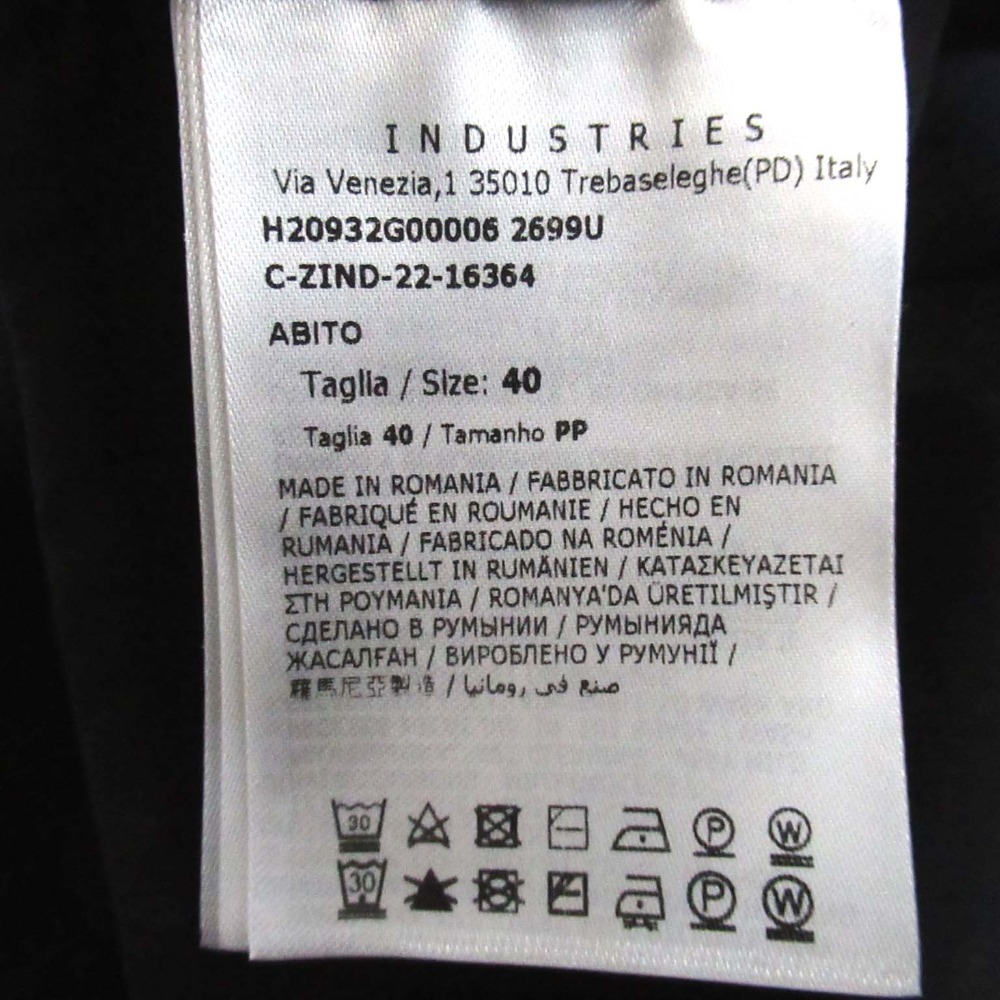 INDUSTRIES
Via Venezia,1 35010 Trebaseleghe(PD) Italy
H20932G00006 2699U
C-ZIND-22-16364
ABITO
Taglia / Size: 40
Taglia 40 / Tamanho PP
MADE IN ROMANIA / FABBRICATO IN ROMANIA
/ FABRIQUÉ EN ROUMANIE / HECHO EN
RUMANIA / FABRICADO NA ROMÉNIA /
HERGESTELLT IN RUMÄNIEN / ΚΑΤΑΣΚΕΥΑΖΕΤΑΙ
ΣΤΗ ΡΟΥΜΑΝΙΑ / ROMANYA'DA ÜRETILMIŞTIR /
СДЕЛАНО В РУМЫНИИ / РУМЫНИЯДА
ЖАСАЛҒАН / ВИРОБЛЕНО У РУМУНІЇ /
羅馬尼亞製造 / صنع فى رومانيا
30 P W
30 P W